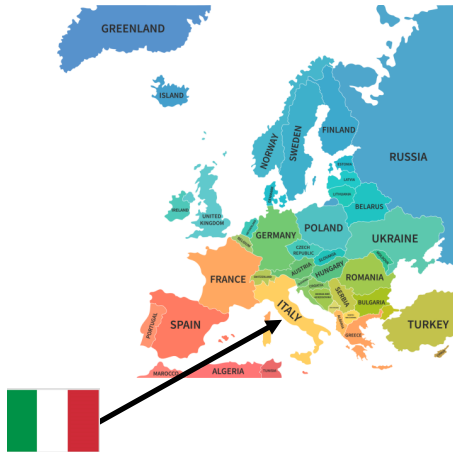 GREENLAND
ISLAND
NORWAY
SWEDEN
FINLAND
RUSSIA
ESTONIA
LATVIA
LITHUANIA
BELARUS
IRELAND
UNITED
KINGDOM
GERMANY
POLAND
UKRAINE
CZECH
REPUBLIC
SLOVAKIA
AUSTRIA
HUNGARY
FRANCE
ROMANIA
ITALY
SERBIA
BULGARIA
PORTUGAL
SPAIN
GREECE
TURKEY
MAROCCO
ALGERIA